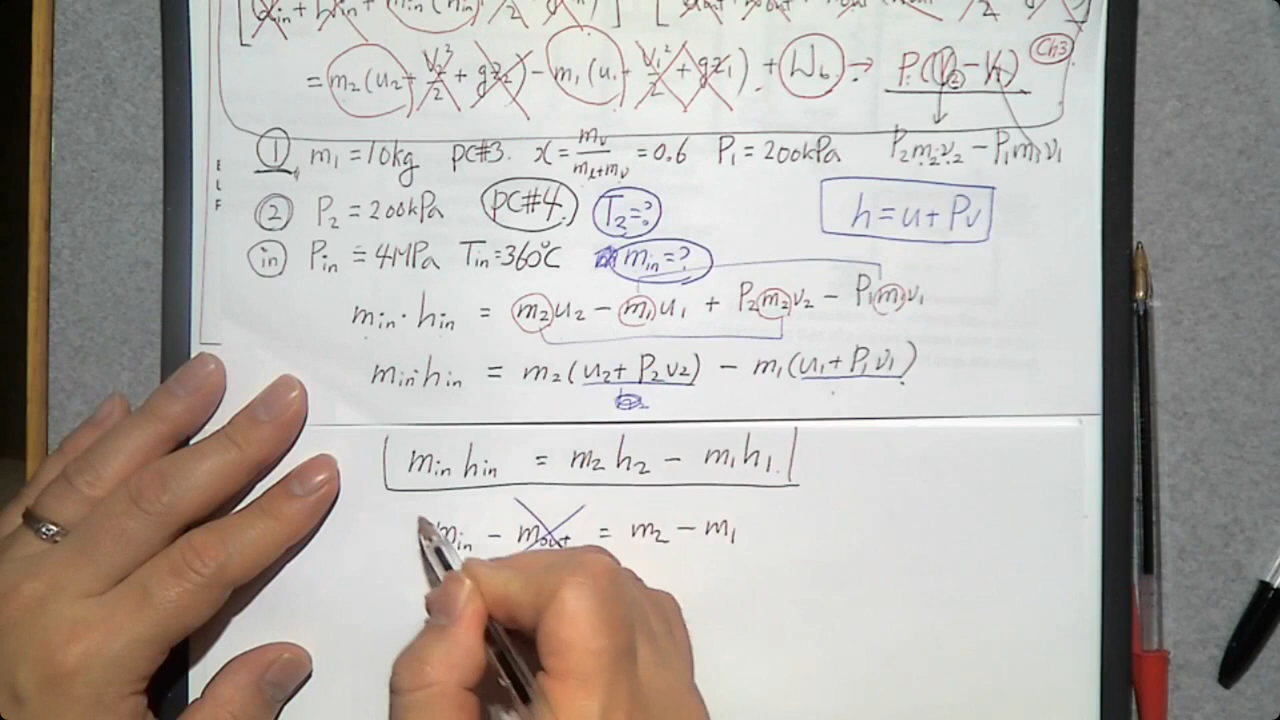 = m₂(u₂ + V₂²/2 + gz₂) - m₁(u₁ + V₁²/2 + gz₁) + W_b → P(V₂ - V₁) Ch3
① m₁ = 10kg pc#3. x = m_v/(m_l+m_v) = 0.6 P₁ = 200kPa P₂m₂v₂ - P₁m₁v₁
② P₂ = 200kPa pc#4. T₂=? h = u + Pv
in P_in = 4MPa T_in = 360°C m_in = ?
m_in · h_in = m₂u₂ - m₁u₁ + P₂m₂v₂ - P₁m₁v₁
m_in h_in = m₂(u₂ + P₂v₂) - m₁(u₁ + P₁v₁)
m_in h_in = m₂h₂ - m₁h₁
m_in - m_out = m₂ - m₁
ELF